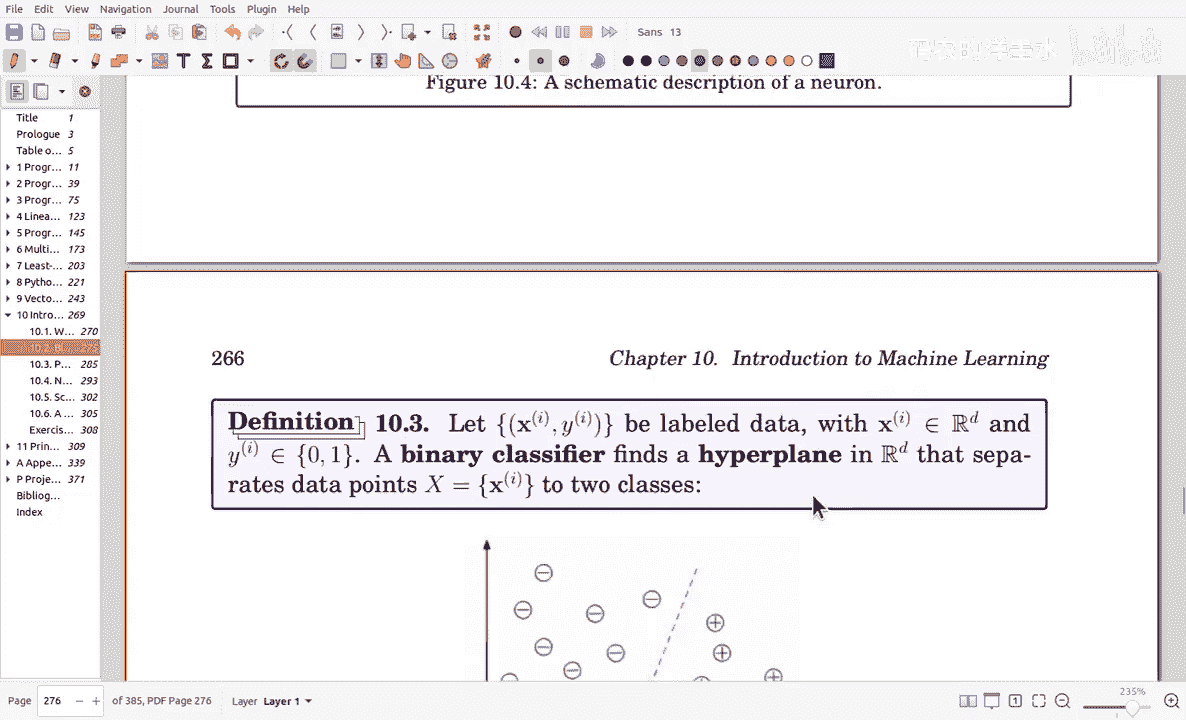 File Edit View Navigation Journal Tools Plugin Help
Sans 13
Figure 10.4: A schematic description of a neuron.
Title 1
Prologue 3
Table o... 5
1 Progr... 11
2 Progr... 39
3 Progr... 75
4 Linea... 123
5 Progr... 145
6 Multi... 173
7 Least-... 203
8 Pytho... 221
9 Vecto... 243
10 Intro... 269
10.1. W... 270
10.3. P... 285
10.4. N... 293
10.5. Sc... 302
10.6. A ... 305
Exercis... 308
11 Prin... 309
A Appe... 339
P Proje... 371
Bibliog...
Index
266 Chapter 10. Introduction to Machine Learning
Definition 10.3. Let {(x^(i), y^(i))} be labeled data, with x^(i) ∈ ℝ^d and
y^(i) ∈ {0, 1}. A binary classifier finds a hyperplane in ℝ^d that sepa-
rates data points X = {x^(i)} to two classes:
Page 276 − + of 385, PDF Page 276 Layer Layer 1 235%